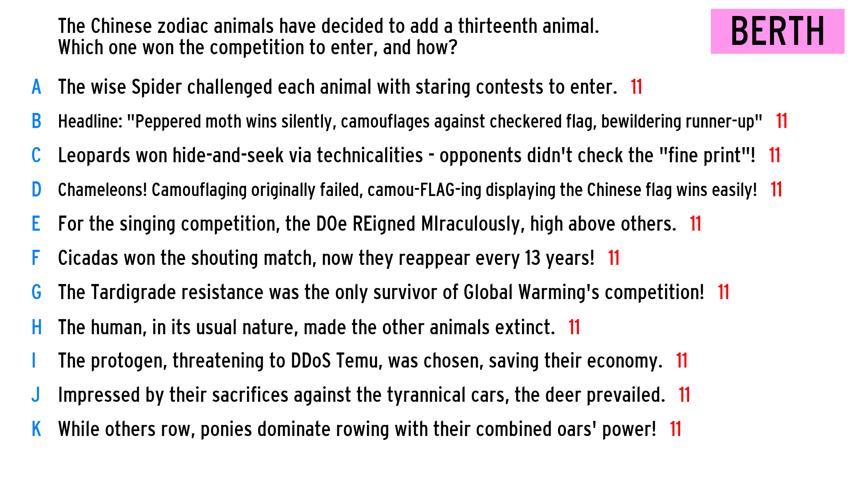 The Chinese zodiac animals have decided to add a thirteenth animal.
Which one won the competition to enter, and how?
BERTH
A The wise Spider challenged each animal with staring contests to enter. 11
B Headline: "Peppered moth wins silently, camouflages against checkered flag, bewildering runner-up" 11
C Leopards won hide-and-seek via technicalities - opponents didn't check the "fine print"! 11
D Chameleons! Camouflaging originally failed, camou-FLAG-ing displaying the Chinese flag wins easily! 11
E For the singing competition, the DOe REigned MIraculously, high above others. 11
F Cicadas won the shouting match, now they reappear every 13 years! 11
G The Tardigrade resistance was the only survivor of Global Warming's competition! 11
H The human, in its usual nature, made the other animals extinct. 11
I The protogen, threatening to DDoS Temu, was chosen, saving their economy. 11
J Impressed by their sacrifices against the tyrannical cars, the deer prevailed. 11
K While others row, ponies dominate rowing with their combined oars' power! 11